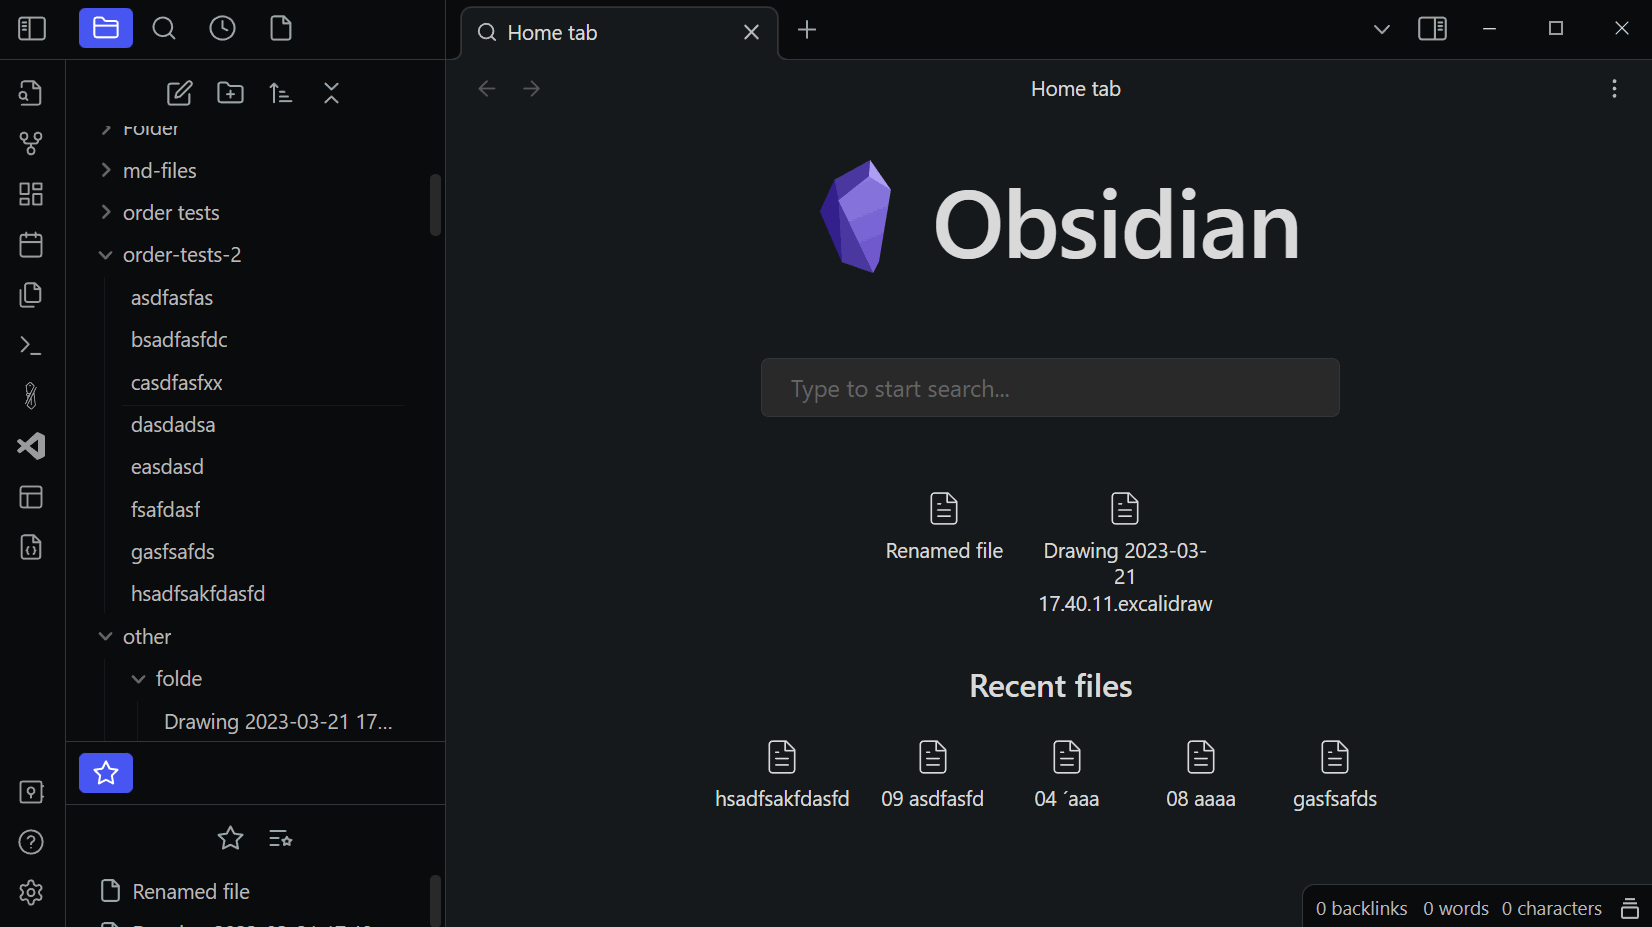 Home tab
Home tab
Folder
md-files
order tests
order-tests-2
asdfasfas
bsadfasfdc
casdfasfxx
dasdadsa
easdasd
fsafdasf
gasfsafds
hsadfsakfdasfd
other
folde
Drawing 2023-03-21 17...
Renamed file
Obsidian
Type to start search...
Renamed file
Drawing 2023-03-
21
17.40.11.excalidraw
Recent files
hsadfsakfdasfd
09 asdfasfd
04 ´aaa
08 aaaa
gasfsafds
0 backlinks 0 words 0 characters